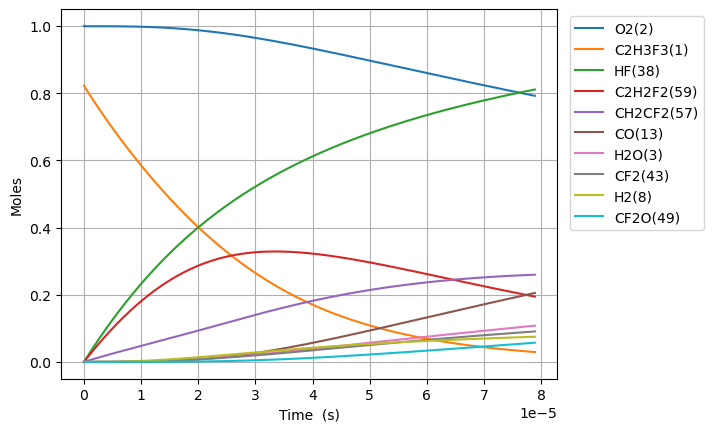 1.0
0.8
0.6
0.4
0.2
0.0
Moles
0 1 2 3 4 5 6 7 8
1e−5
Time (s)
O2(2)
C2H3F3(1)
HF(38)
C2H2F2(59)
CH2CF2(57)
CO(13)
H2O(3)
CF2(43)
H2(8)
CF2O(49)